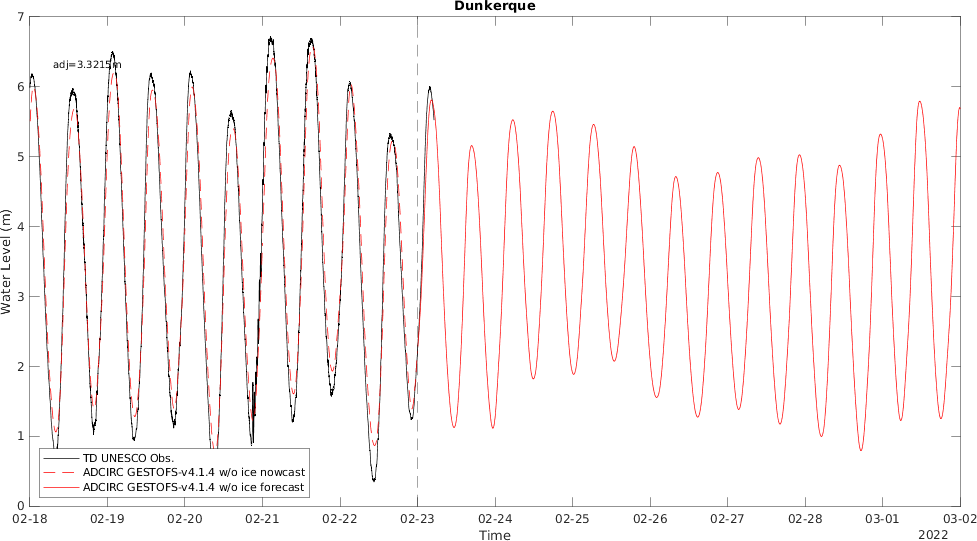 Dunkerque
7
adj=3.3215 m
6
5
4
3
2
1
0
Water Level (m)
TD UNESCO Obs.
ADCIRC GESTOFS-v4.1.4 w/o ice nowcast
ADCIRC GESTOFS-v4.1.4 w/o ice forecast
02-18 02-19 02-20 02-21 02-22 02-23 02-24 02-25 02-26 02-27 02-28 03-01 03-02
Time
2022